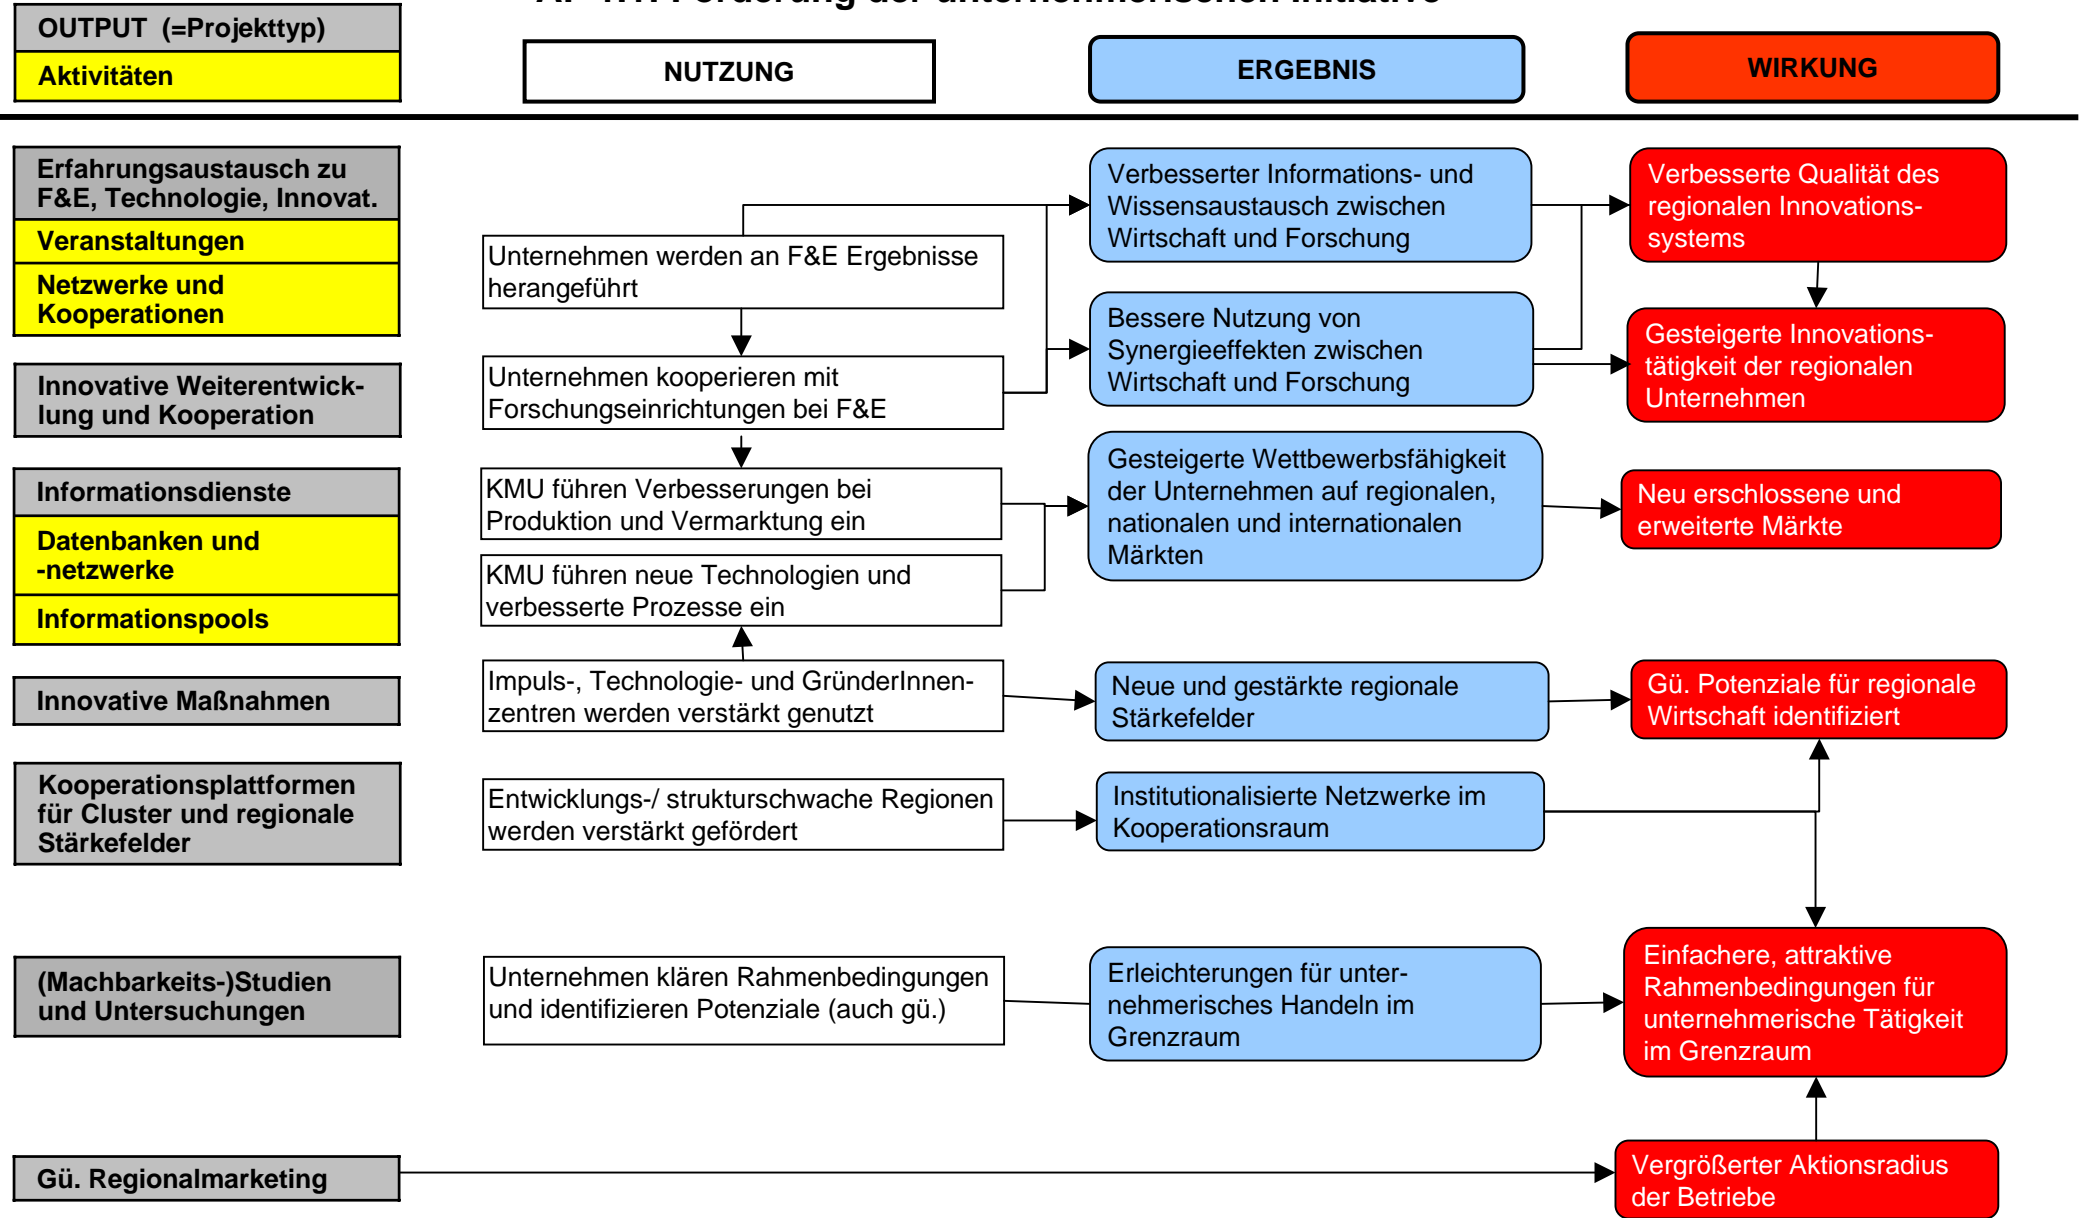 Förderung der unternehmerischen Initiative
OUTPUT (=Projekttyp)
Aktivitäten
NUTZUNG
ERGEBNIS
WIRKUNG
Erfahrungsaustausch zu
F&E, Technologie, Innovat.
Veranstaltungen
Netzwerke und
Kooperationen
Innovative Weiterentwick-
lung und Kooperation
Informationsdienste
Datenbanken und
-netzwerke
Informationspools
Innovative Maßnahmen
Kooperationsplattformen
für Cluster und regionale
Stärkefelder
(Machbarkeits-)Studien
und Untersuchungen
Gü. Regionalmarketing
Unternehmen werden an F&E Ergebnisse
herangeführt
Unternehmen kooperieren mit
Forschungseinrichtungen bei F&E
KMU führen Verbesserungen bei
Produktion und Vermarktung ein
KMU führen neue Technologien und
verbesserte Prozesse ein
Impuls-, Technologie- und GründerInnen-
zentren werden verstärkt genutzt
Entwicklungs-/ strukturschwache Regionen
werden verstärkt gefördert
Unternehmen klären Rahmenbedingungen
und identifizieren Potenziale (auch gü.)
Verbesserter Informations- und
Wissensaustausch zwischen
Wirtschaft und Forschung
Bessere Nutzung von
Synergieeffekten zwischen
Wirtschaft und Forschung
Gesteigerte Wettbewerbsfähigkeit
der Unternehmen auf regionalen,
nationalen und internationalen
Märkten
Neue und gestärkte regionale
Stärkefelder
Institutionalisierte Netzwerke im
Kooperationsraum
Erleichterungen für unter-
nehmerisches Handeln im
Grenzraum
Verbesserte Qualität des
regionalen Innovations-
systems
Gesteigerte Innovations-
tätigkeit der regionalen
Unternehmen
Neu erschlossene und
erweiterte Märkte
Gü. Potenziale für regionale
Wirtschaft identifiziert
Einfachere, attraktive
Rahmenbedingungen für
unternehmerische Tätigkeit
im Grenzraum
Vergrößerter Aktionsradius
der Betriebe